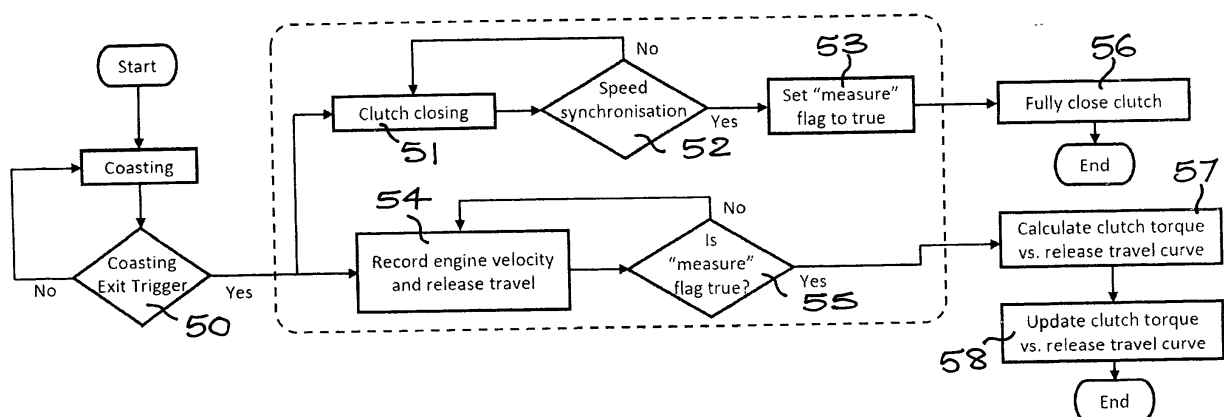 Start
Coasting
Coasting
Exit Trigger
No
Yes
50
Clutch closing
51
No
Speed
synchronisation
Yes
52
53
Set "measure"
flag to true
56
Fully close clutch
End
54
Record engine velocity
and release travel
No
Is
"measure"
flag true?
Yes
55
57
Calculate clutch torque
vs. release travel curve
58
Update clutch torque
vs. release travel curve
End